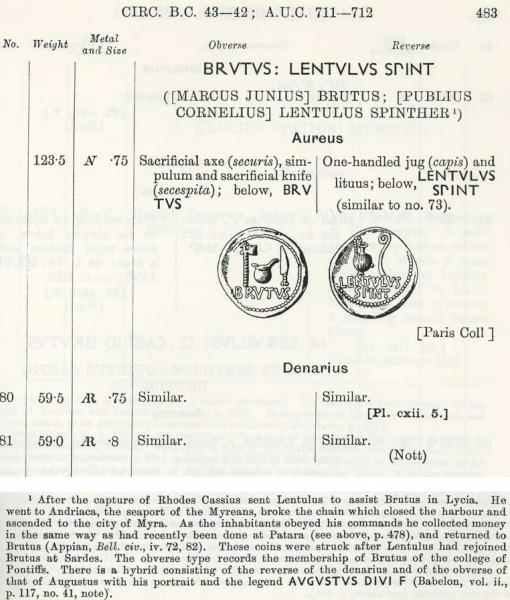 CIRC. B.C. 43—42; A.U.C. 711—712 483
No. Weight Metal and Size Obverse Reverse
BRVTVS: LENTVLVS SPINT
([MARCUS JUNIUS] BRUTUS; [PUBLIUS
CORNELIUS] LENTULUS SPINTHER¹)
Aureus
123·5 N ·75 Sacrificial axe (securis), sim- One-handled jug (capis) and
pulum and sacrificial knife lituus; below, LENTVLVS
(secespita); below, BRV SPINT
TVS (similar to no. 73).
BRVTVS LENTVLVS
SPINT
[Paris Coll]
Denarius
80 59·5 Æ ·75 Similar. Similar.
[Pl. cxii. 5.]
81 59·0 Æ ·8 Similar. Similar.
(Nott)
¹ After the capture of Rhodes Cassius sent Lentulus to assist Brutus in Lycia. He
went to Andriaca, the seaport of the Myreans, broke the chain which closed the harbour and
ascended to the city of Myra. As the inhabitants obeyed his commands he collected money
in the same way as had recently been done at Patara (see above, p. 478), and returned to
Brutus (Appian, Bell. civ., iv. 72, 82). These coins were struck after Lentulus had rejoined
Brutus at Sardes. The obverse type records the membership of Brutus of the college of
Pontiffs. There is a hybrid consisting of the reverse of the denarius and of the obverse of
that of Augustus with his portrait and the legend AVGVSTVS DIVI F (Babelon, vol. ii.,
p. 117, no. 41, note).